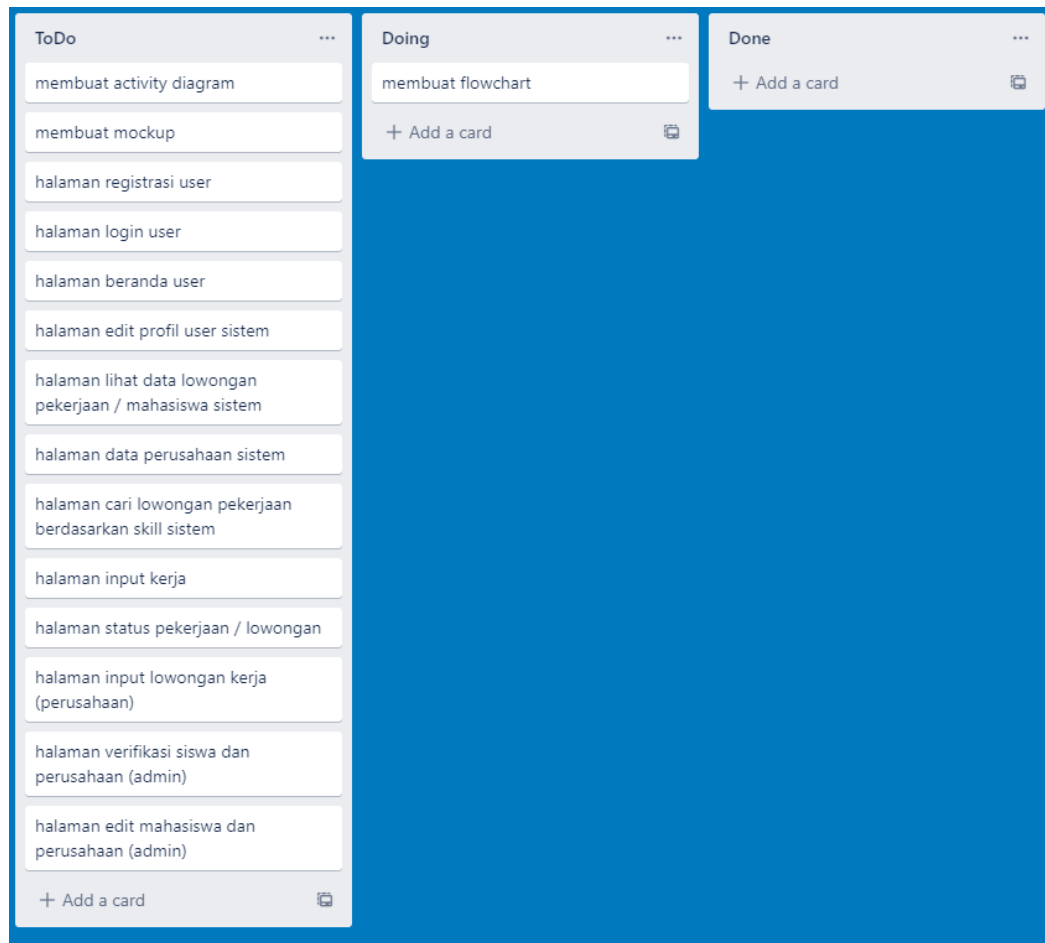 ToDo
membuat activity diagram
membuat mockup
halaman registrasi user
halaman login user
halaman beranda user
halaman edit profil user sistem
halaman lihat data lowongan
pekerjaan / mahasiswa sistem
halaman data perusahaan sistem
halaman cari lowongan pekerjaan
berdasarkan skill sistem
halaman input kerja
halaman status pekerjaan / lowongan
halaman input lowongan kerja
(perusahaan)
halaman verifikasi siswa dan
perusahaan (admin)
halaman edit mahasiswa dan
perusahaan (admin)
+ Add a card
Doing
membuat flowchart
+ Add a card
Done
+ Add a card